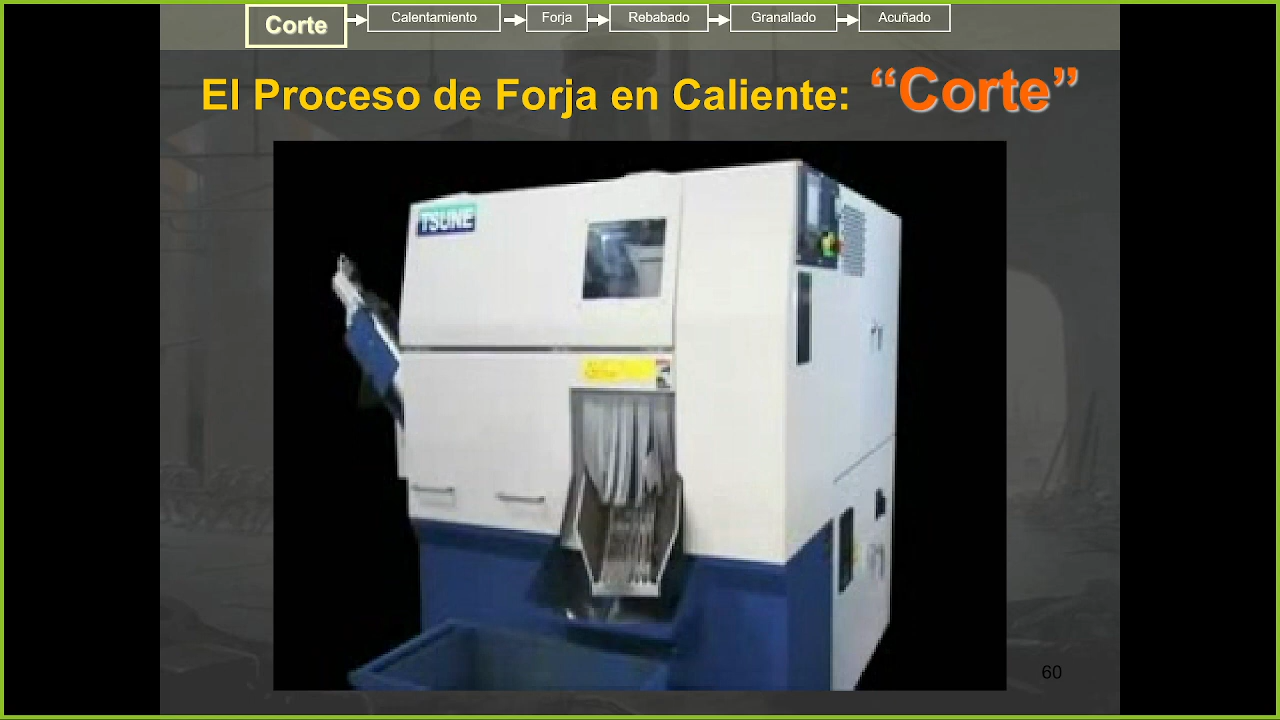 Corte
Calentamiento
Forja
Rebabado
Granallado
Acuñado
El Proceso de Forja en Caliente: “Corte”
TSUNE
60